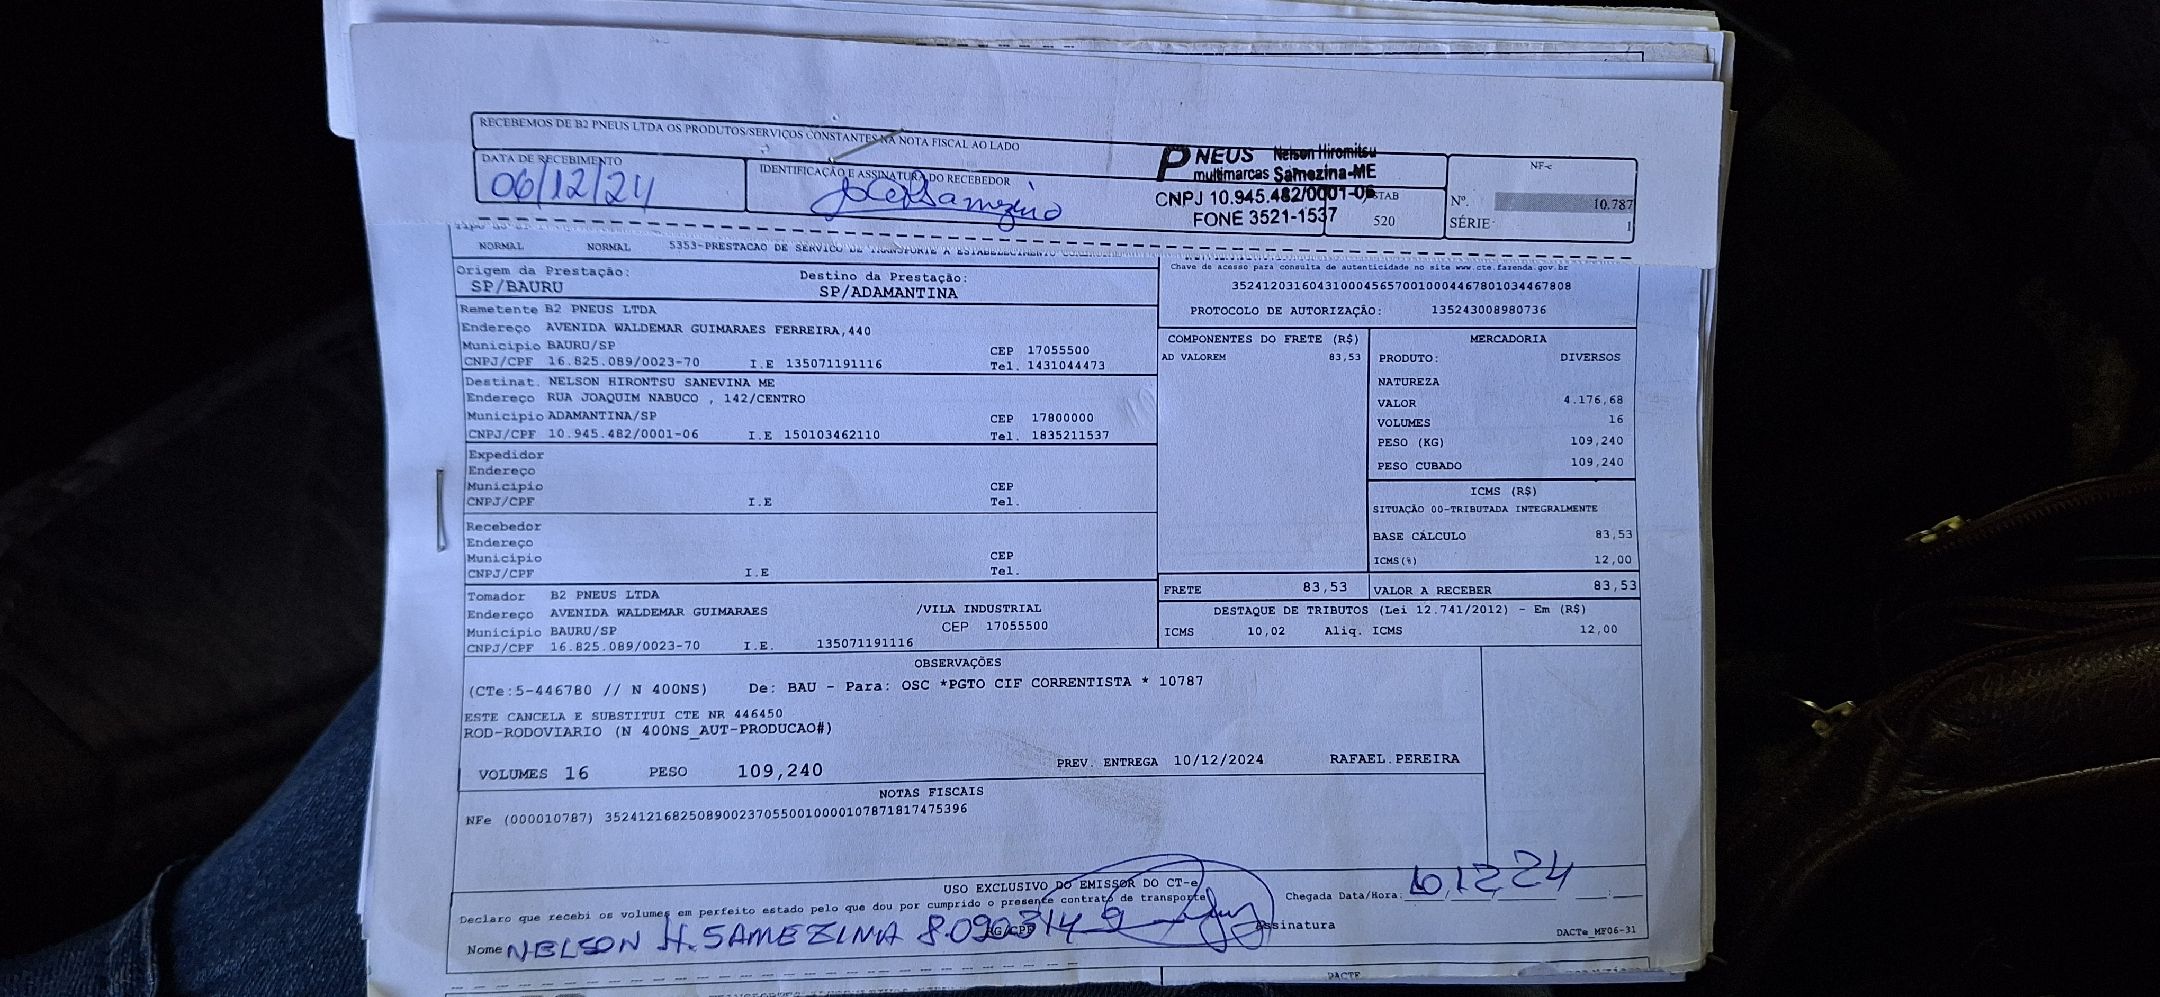 RECEBEMOS DE B2 PNEUS LTDA OS PRODUTOS/SERVIÇOS CONSTANTES NA NOTA FISCAL AO LADO
DATA DE RECEBIMENTO
06/12/24
IDENTIFICAÇÃO E ASSINATURA DO RECEBEDOR
PNEUS Nelson Hiromitsu
multimarcas Samezina-ME
CNPJ 10.945.482/0001-06
FONE 3521-1537
STAB
520
NF-e
Nº. 10.787
SÉRIE 1
NORMAL NORMAL 5353-PRESTACAO DE SERVICO DE TRANSPORTE A ESTABELECIMENTO
Origem da Prestação:
SP/BAURU
Destino da Prestação:
SP/ADAMANTINA
Chave de acesso para consulta de autenticidade no site www.cte.fazenda.gov.br
35241203160431000456570010004467801034467808
PROTOCOLO DE AUTORIZAÇÃO: 135243008980736
Remetente B2 PNEUS LTDA
Endereço AVENIDA WALDEMAR GUIMARAES FERREIRA,440
Municipio BAURU/SP CEP 17055500
CNPJ/CPF 16.825.089/0023-70 I.E 135071191116 Tel. 1431044473
Destinat. NELSON HIRONTSU SANEVINA ME
Endereço RUA JOAQUIM NABUCO , 142/CENTRO
Municipio ADAMANTINA/SP CEP 17800000
CNPJ/CPF 10.945.482/0001-06 I.E 150103462110 Tel. 1835211537
Expedidor
Endereço
Municipio CEP
CNPJ/CPF I.E Tel.
Recebedor
Endereço
Municipio CEP
CNPJ/CPF I.E Tel.
Tomador B2 PNEUS LTDA
Endereço AVENIDA WALDEMAR GUIMARAES /VILA INDUSTRIAL
Municipio BAURU/SP CEP 17055500
CNPJ/CPF 16.825.089/0023-70 I.E. 135071191116
COMPONENTES DO FRETE (R$)
AD VALOREM 83,53
MERCADORIA
PRODUTO: DIVERSOS
NATUREZA
VALOR 4.176,68
VOLUMES 16
PESO (KG) 109,240
PESO CUBADO 109,240
ICMS (R$)
SITUAÇÃO 00-TRIBUTADA INTEGRALMENTE
BASE CÁLCULO 83,53
ICMS(%) 12,00
FRETE 83,53
VALOR A RECEBER 83,53
DESTAQUE DE TRIBUTOS (Lei 12.741/2012) - Em (R$)
ICMS 10,02 Aliq. ICMS 12,00
OBSERVAÇÕES
(CTe:5-446780 // N 400NS) De: BAU - Para: OSC *PGTO CIF CORRENTISTA * 10787
ESTE CANCELA E SUBSTITUI CTE NR 446450
ROD-RODOVIARIO (N 400NS_AUT-PRODUCAO#)
VOLUMES 16 PESO 109,240 PREV. ENTREGA 10/12/2024 RAFAEL.PEREIRA
NOTAS FISCAIS
NFe (000010787) 35241216825089002370550010000107871817475396
USO EXCLUSIVO DO EMISSOR DO CT-e
Declaro que recebi os volumes em perfeito estado pelo que dou por cumprido o presente contrato de transporte
Chegada Data/Hora:
Nome NELSON H. SAMEZIMA 8.090314 9
RG/CPF
Assinatura
DACTe_MF06-31
DACTE